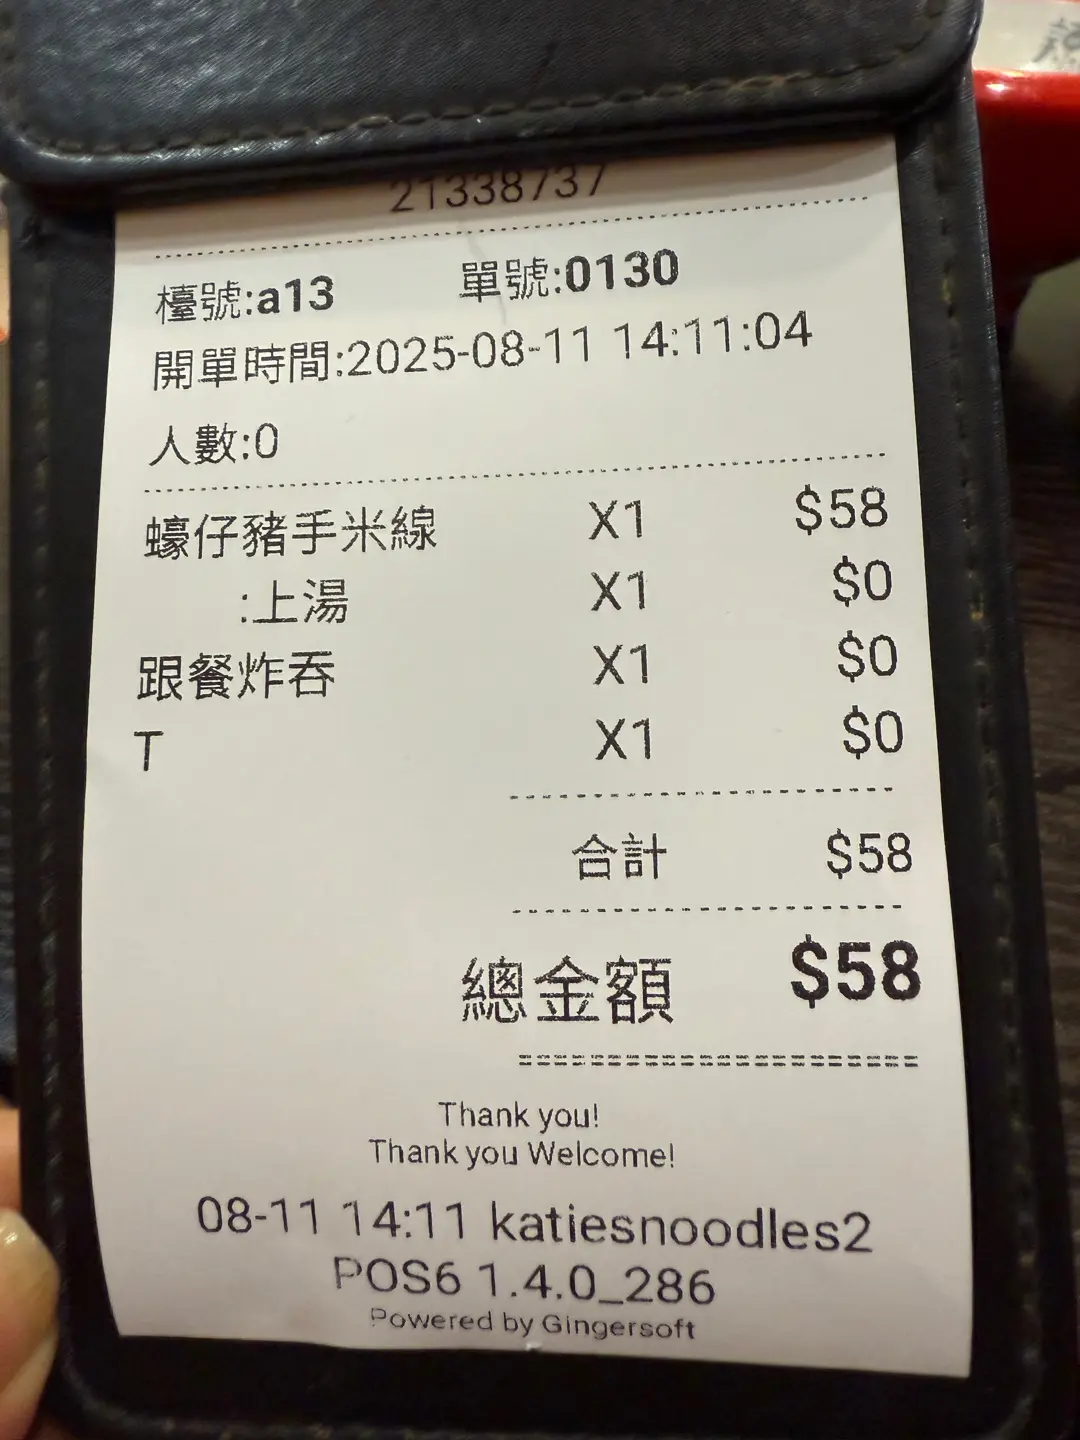 21338737
檯號:a13 單號:0130
開單時間:2025-08-11 14:11:04
人數:0
蠔仔豬手米線 X1 $58
:上湯 X1 $0
跟餐炸吞 X1 $0
T X1 $0
合計 $58
總金額 $58
Thank you!
Thank you Welcome!
08-11 14:11 katiesnoodles2
POS6 1.4.0_286
Powered by Gingersoft